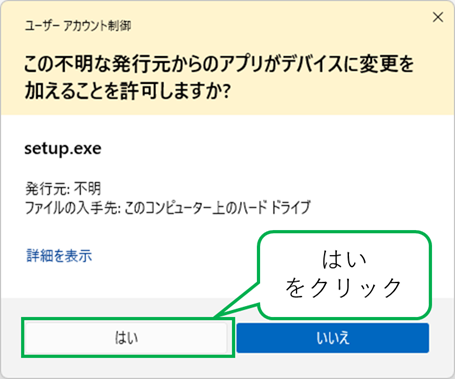 ユーザー アカウント制御
この不明な発行元からのアプリがデバイスに変更を
加えることを許可しますか?
setup.exe
発行元: 不明
ファイルの入手先: このコンピューター上のハード ドライブ
詳細を表示
はい
をクリック
はい
いいえ